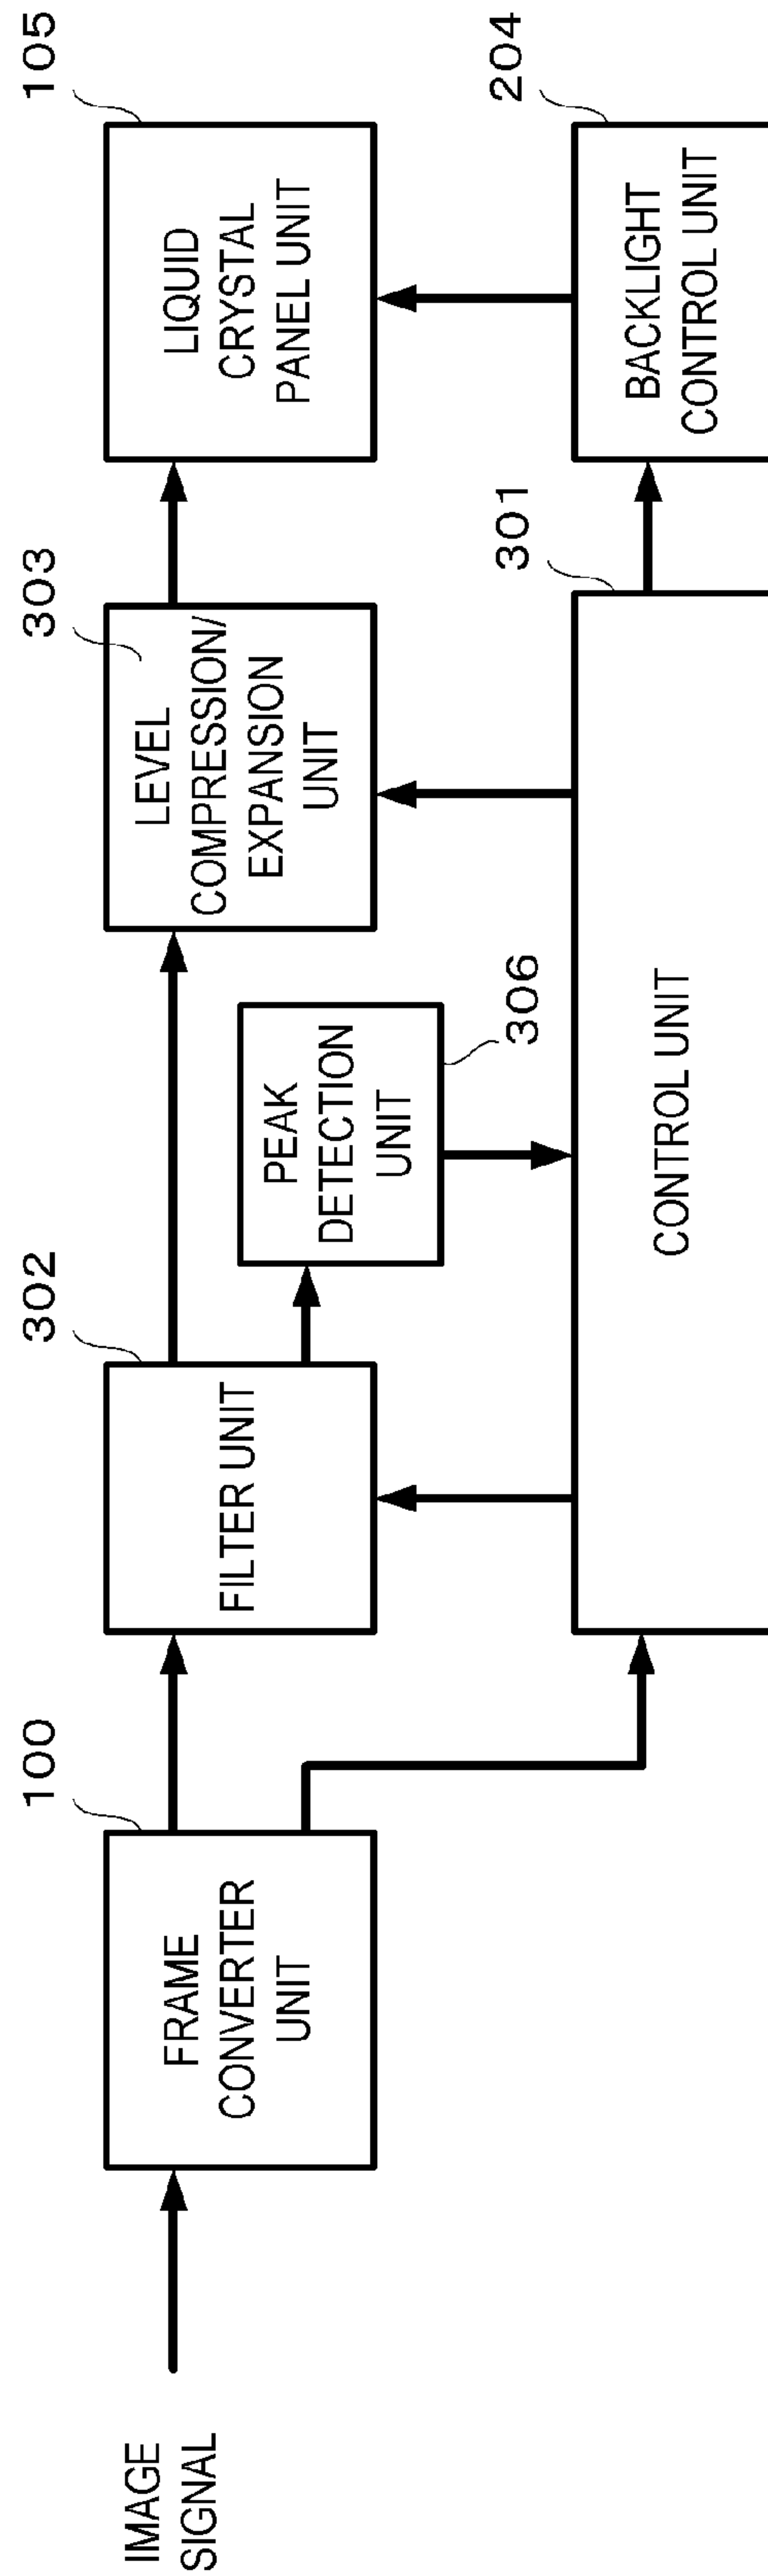 IMAGE
SIGNAL
100
FRAME
CONVERTER
UNIT
302
FILTER UNIT
PEAK
DETECTION
UNIT
306
303
LEVEL
COMPRESSION/
EXPANSION
UNIT
105
LIQUID
CRYSTAL
PANEL UNIT
CONTROL UNIT
301
204
BACKLIGHT
CONTROL UNIT